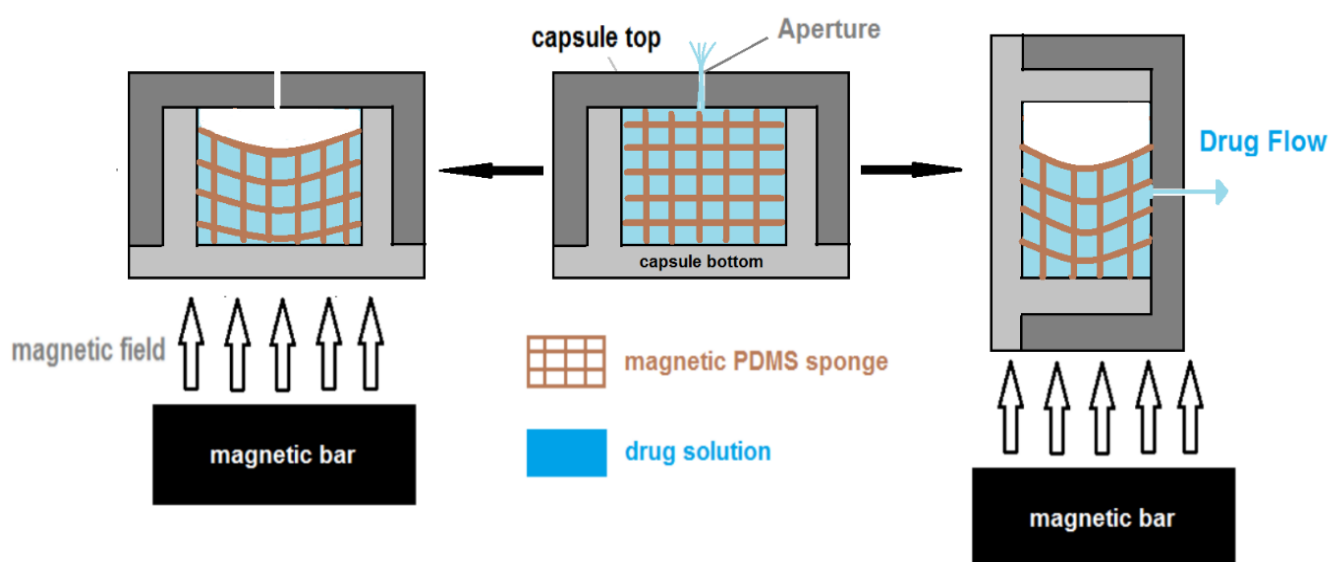 capsule top
Aperture
Drug Flow
capsule bottom
magnetic field
magnetic PDMS sponge
magnetic bar
drug solution
magnetic bar